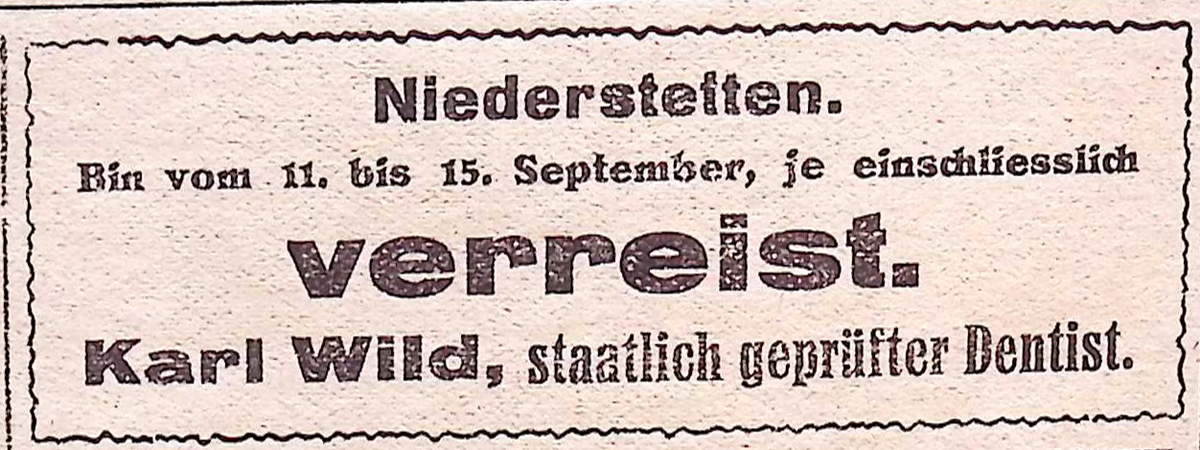 Niederstetten.
Bin vom 11. bis 15. September, je einschliesslich
verreist.
Karl Wild, staatlich geprüfter Dentist.